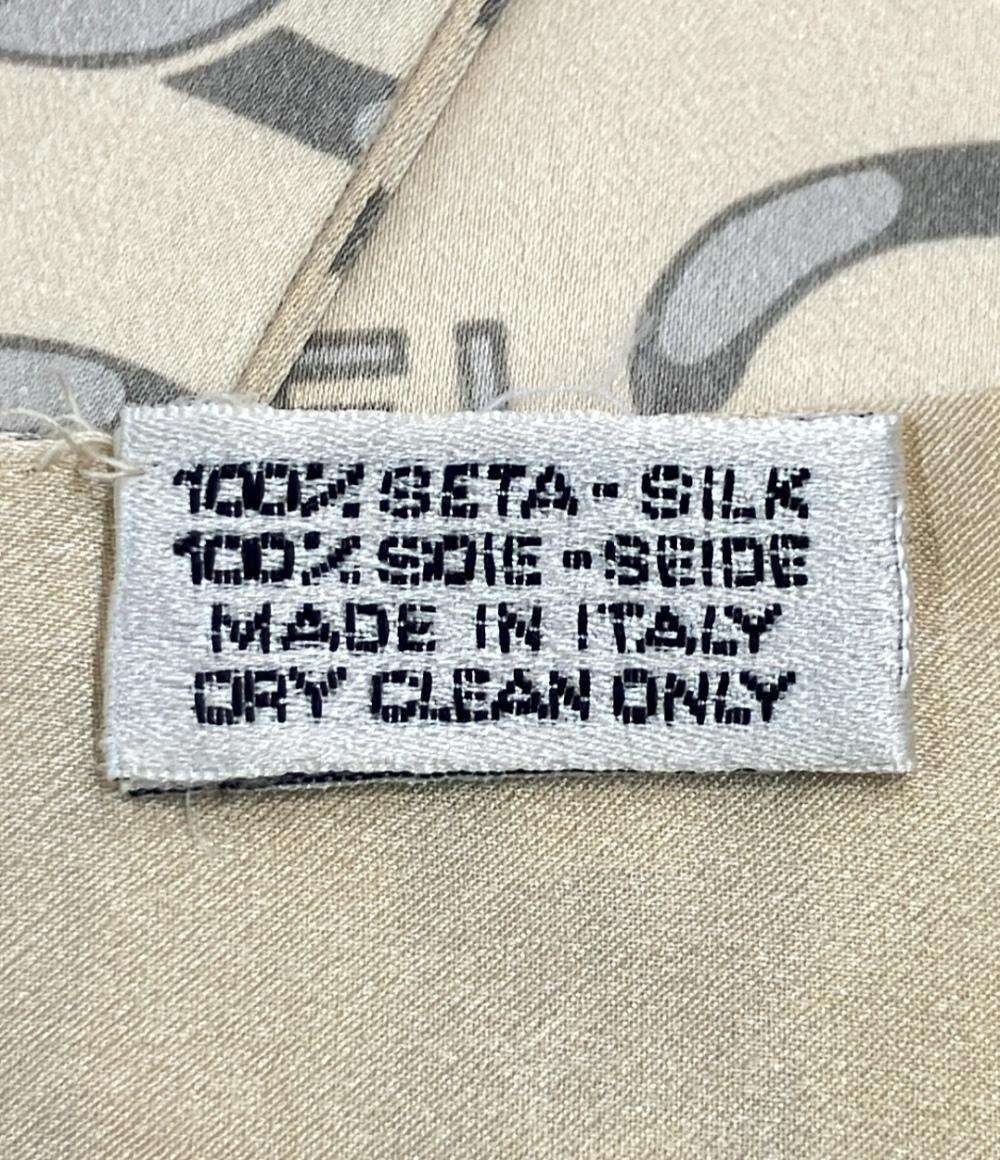 100% SETA - SILK
100% SOIE - SEIDE
MADE IN ITALY
DRY CLEAN ONLY